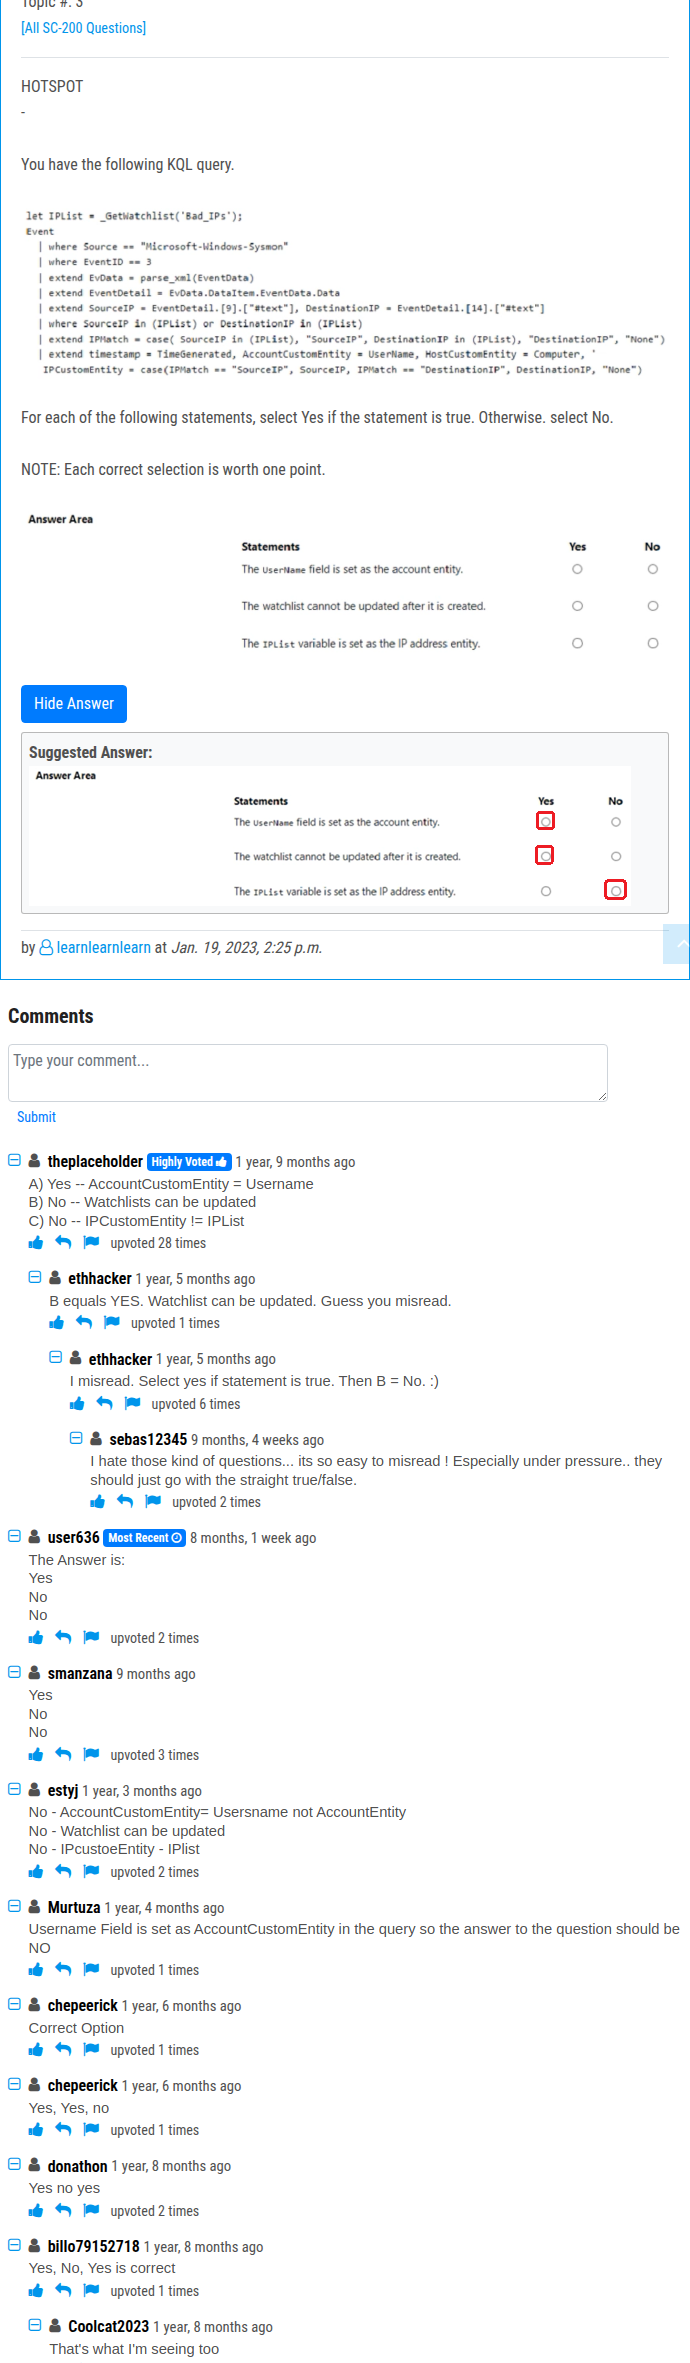 Topic #: 3
[All SC-200 Questions]
HOTSPOT
-
You have the following KQL query.
let IPList = _GetWatchlist('Bad_IPs');
Event
| where Source == "Microsoft-Windows-Sysmon"
| where EventID == 3
| extend EvData = parse_xml(EventData)
| extend EventDetail = EvData.DataItem.EventData.Data
| extend SourceIP = EventDetail.[9].["#text"], DestinationIP = EventDetail.[14].["#text"]
| where SourceIP in (IPList) or DestinationIP in (IPList)
| extend IPMatch = case( SourceIP in (IPList), "SourceIP", DestinationIP in (IPList), "DestinationIP", "None")
| extend timestamp = TimeGenerated, AccountCustomEntity = UserName, HostCustomEntity = Computer, '
IPCustomEntity = case(IPMatch == "SourceIP", SourceIP, IPMatch == "DestinationIP", DestinationIP, "None")
For each of the following statements, select Yes if the statement is true. Otherwise. select No.
NOTE: Each correct selection is worth one point.
Answer Area
Statements Yes No
The UserName field is set as the account entity.
The watchlist cannot be updated after it is created.
The IPList variable is set as the IP address entity.
Hide Answer
Suggested Answer:
Answer Area
Statements Yes No
The UserName field is set as the account entity.
The watchlist cannot be updated after it is created.
The IPList variable is set as the IP address entity.
by learnlearnlearn at Jan. 19, 2023, 2:25 p.m.
Comments
Type your comment...
Submit
theplaceholder Highly Voted 1 year, 9 months ago
A) Yes -- AccountCustomEntity = Username
B) No -- Watchlists can be updated
C) No -- IPCustomEntity != IPList
upvoted 28 times
ethhacker 1 year, 5 months ago
B equals YES. Watchlist can be updated. Guess you misread.
upvoted 1 times
ethhacker 1 year, 5 months ago
I misread. Select yes if statement is true. Then B = No. :)
upvoted 6 times
sebas12345 9 months, 4 weeks ago
I hate those kind of questions... its so easy to misread ! Especially under pressure.. they
should just go with the straight true/false.
upvoted 2 times
user636 Most Recent 8 months, 1 week ago
The Answer is:
Yes
No
No
upvoted 2 times
smanzana 9 months ago
Yes
No
No
upvoted 3 times
estyj 1 year, 3 months ago
No - AccountCustomEntity= Usersname not AccountEntity
No - Watchlist can be updated
No - IPcustoeEntity - IPlist
upvoted 2 times
Murtuza 1 year, 4 months ago
Username Field is set as AccountCustomEntity in the query so the answer to the question should be
NO
upvoted 1 times
chepeerick 1 year, 6 months ago
Correct Option
upvoted 1 times
chepeerick 1 year, 6 months ago
Yes, Yes, no
upvoted 1 times
donathon 1 year, 8 months ago
Yes no yes
upvoted 2 times
billo79152718 1 year, 8 months ago
Yes, No, Yes is correct
upvoted 1 times
Coolcat2023 1 year, 8 months ago
That's what I'm seeing too